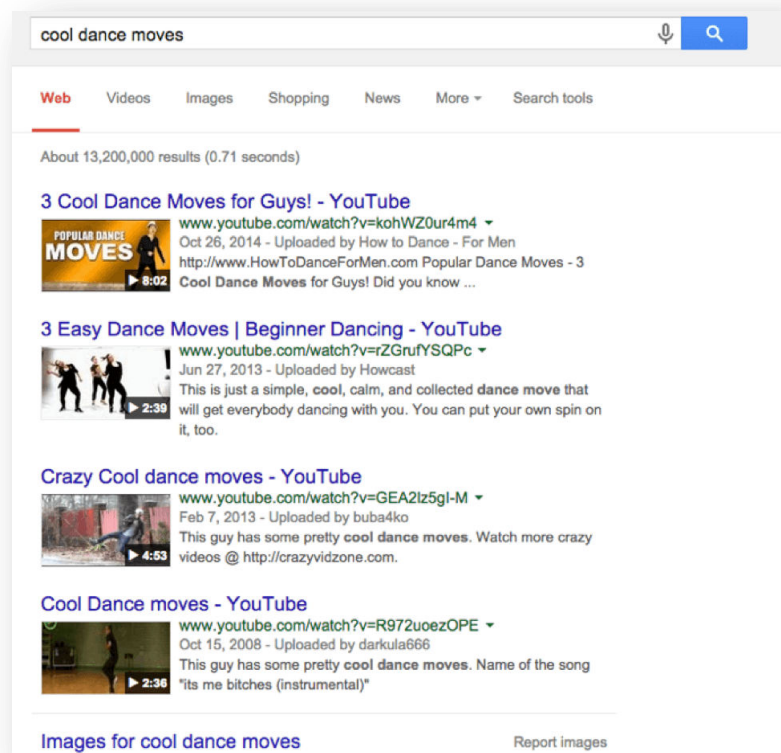 cool dance moves
Web Videos Images Shopping News More Search tools
About 13,200,000 results (0.71 seconds)
3 Cool Dance Moves for Guys! - YouTube
www.youtube.com/watch?v=kohWZ0ur4m4
POPULAR DANCE
MOVES
8:02
Oct 26, 2014 - Uploaded by How to Dance - For Men
http://www.HowToDanceForMen.com Popular Dance Moves - 3
Cool Dance Moves for Guys! Did you know ...
3 Easy Dance Moves | Beginner Dancing - YouTube
www.youtube.com/watch?v=rZGrufYSQPc
Jun 27, 2013 - Uploaded by Howcast
This is just a simple, cool, calm, and collected dance move that
2:39
will get everybody dancing with you. You can put your own spin on
it, too.
Crazy Cool dance moves - YouTube
www.youtube.com/watch?v=GEA2Iz5gI-M
Feb 7, 2013 - Uploaded by buba4ko
This guy has some pretty cool dance moves. Watch more crazy
4:53
videos @ http://crazyvidzone.com.
Cool Dance moves - YouTube
www.youtube.com/watch?v=R972uoezOPE
Oct 15, 2008 - Uploaded by darkula666
This guy has some pretty cool dance moves. Name of the song
2:36
"its me bitches (instrumental)"
Images for cool dance moves
Report images